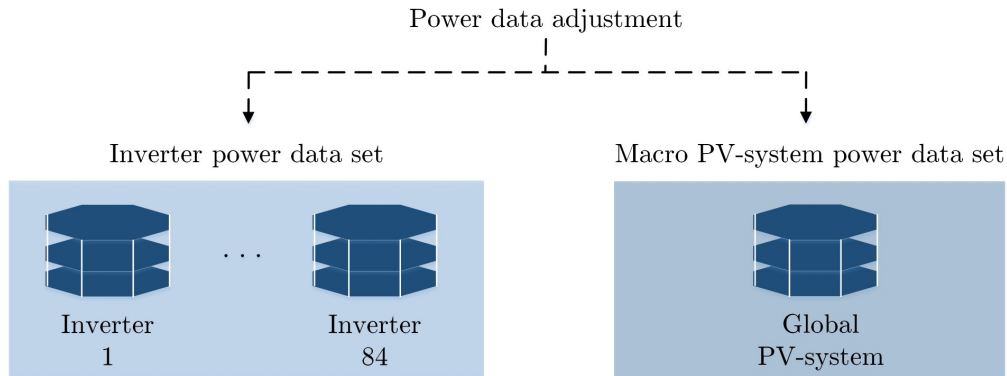 Power data adjustment
Inverter power data set
Macro PV-system power data set
. . .
Inverter
1
Inverter
84
Global
PV-system